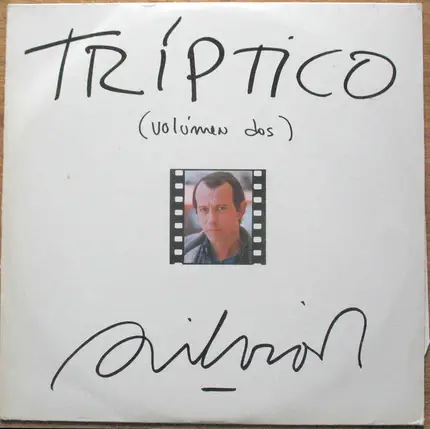 TRÍPTICO
(volúmen dos)
silvio